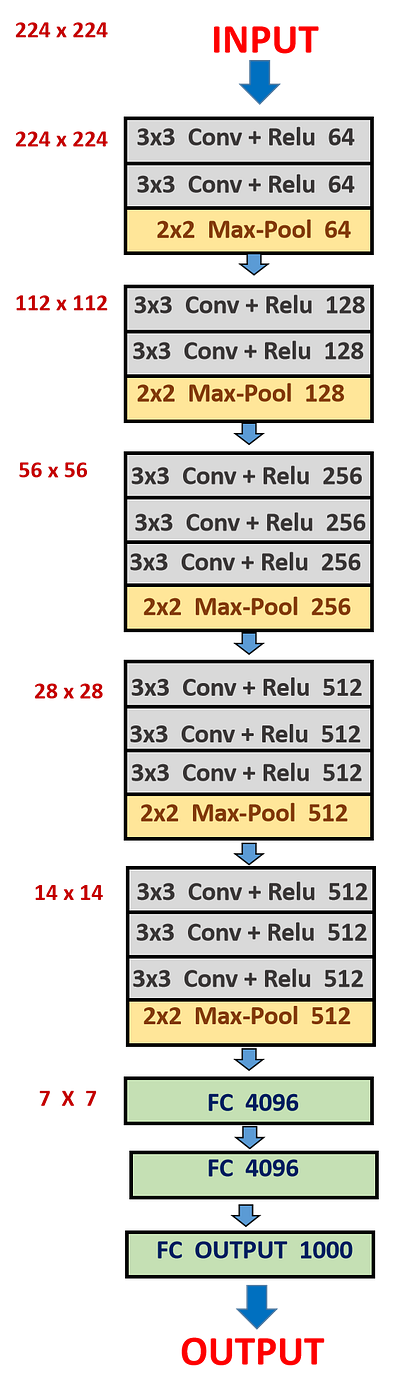 224 x 224
INPUT
224 x 224
3x3 Conv + Relu 64
3x3 Conv + Relu 64
2x2 Max-Pool 64
112 x 112
3x3 Conv + Relu 128
3x3 Conv + Relu 128
2x2 Max-Pool 128
56 x 56
3x3 Conv + Relu 256
3x3 Conv + Relu 256
3x3 Conv + Relu 256
2x2 Max-Pool 256
28 x 28
3x3 Conv + Relu 512
3x3 Conv + Relu 512
3x3 Conv + Relu 512
2x2 Max-Pool 512
14 x 14
3x3 Conv + Relu 512
3x3 Conv + Relu 512
3x3 Conv + Relu 512
2x2 Max-Pool 512
7 X 7
FC 4096
FC 4096
FC OUTPUT 1000
OUTPUT